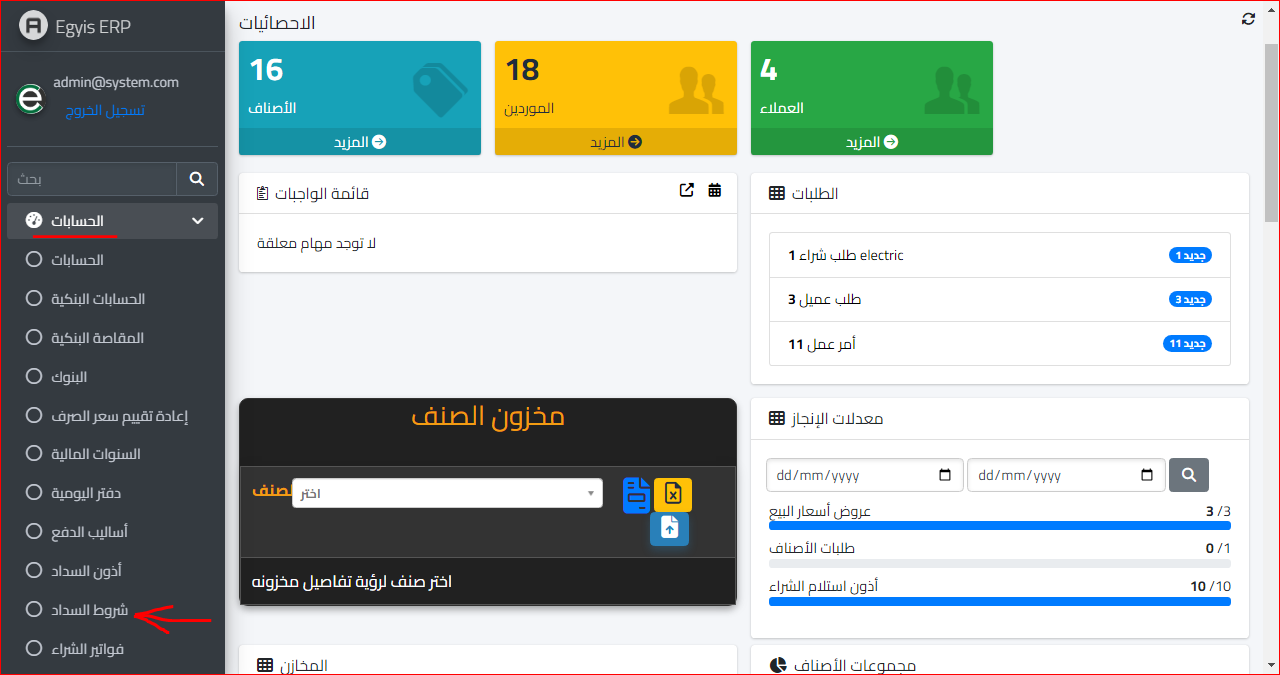 Egyis ERP
admin@system.com
تسجيل الخروج
بحث
الحسابات
الحسابات
الحسابات البنكية
المقاصة البنكية
البنوك
إعادة تقييم سعر الصرف
السنوات المالية
دفتر اليومية
أساليب الدفع
أذون السداد
شروط السداد
فواتير الشراء
الاحصائيات
16
الأصناف
المزيد
18
الموردين
المزيد
4
العملاء
المزيد
قائمة الواجبات
لا توجد مهام معلقة
الطلبات
1 طلب شراء electric
جديد 1
3 طلب عميل
جديد 3
11 أمر عمل
جديد 11
مخزون الصنف
لصنف
اختر
اختر صنف لرؤية تفاصيل مخزونه
معدلات الإنجاز
dd/mm/yyyy
dd/mm/yyyy
عروض أسعار البيع
3 /3
طلبات الأصناف
0 /1
أذون استلام الشراء
10 /10
المخازن
مجموعات الأصناف